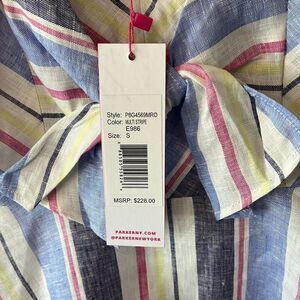 Style: P8G4569MRO
Color: MULTI STRIPE
E986
Size: S
MSRP: $228.00
PARKERNY.COM
@PARKERNEWYORK